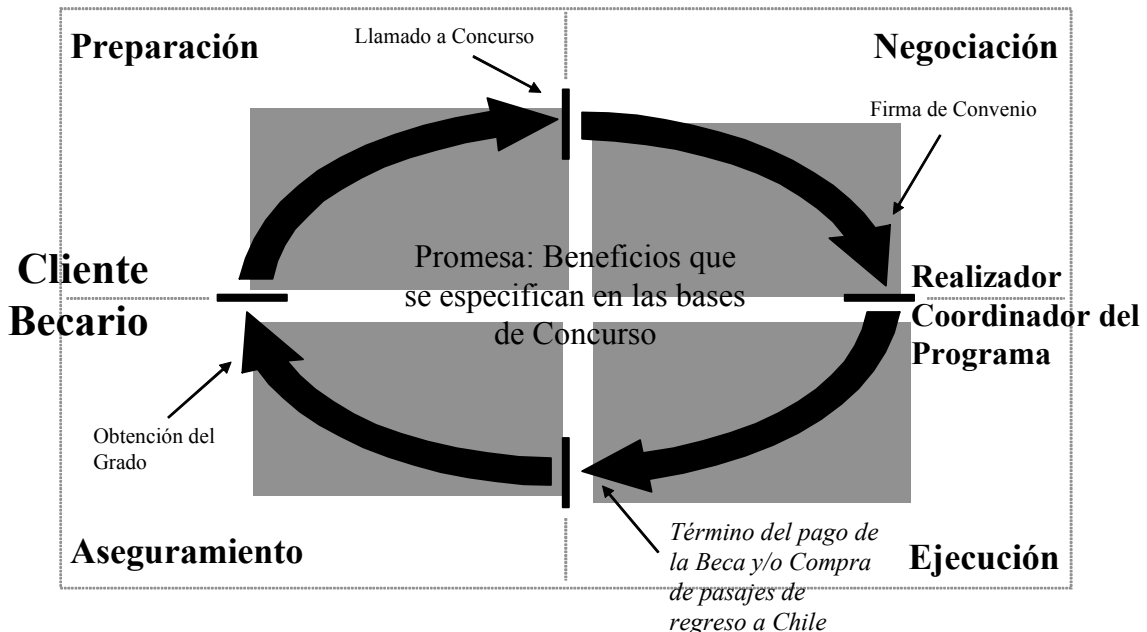 Preparación
Llamado a Concurso
Negociación
Firma de Convenio
Cliente
Becario
Promesa: Beneficios que
se especifican en las bases
de Concurso
Realizador
Coordinador del
Programa
Obtención del
Grado
Aseguramiento
Término del pago de
la Beca y/o Compra
de pasajes de
regreso a Chile
Ejecución